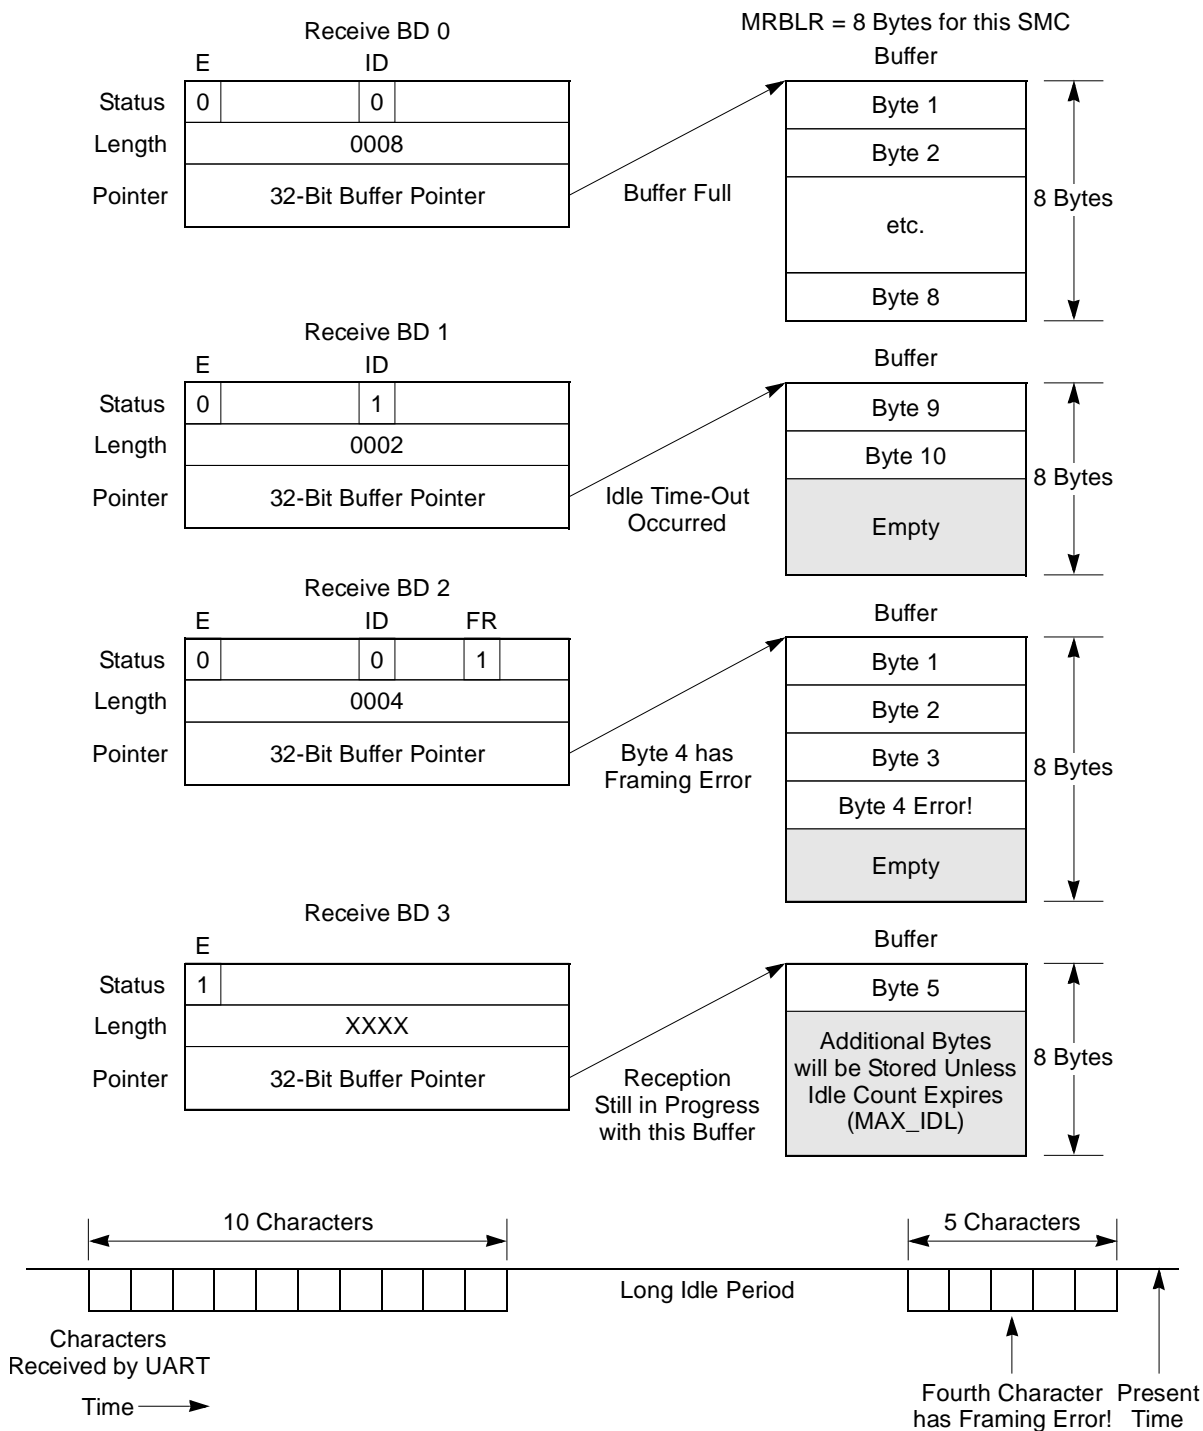 MRBLR = 8 Bytes for this SMC
Receive BD 0
Buffer
E ID
Status 0 0
Byte 1
Length 0008
Byte 2
Pointer 32-Bit Buffer Pointer
Buffer Full
8 Bytes
etc.
Byte 8
Receive BD 1
Buffer
E ID
Status 0 1
Byte 9
Length 0002
Byte 10
Pointer 32-Bit Buffer Pointer
Idle Time-Out
Occurred
8 Bytes
Empty
Receive BD 2
Buffer
E ID FR
Status 0 0 1
Byte 1
Length 0004
Byte 2
Pointer 32-Bit Buffer Pointer
Byte 4 has
Framing Error
Byte 3
8 Bytes
Byte 4 Error!
Empty
Receive BD 3
Buffer
E
Status 1
Byte 5
Length XXXX
Pointer 32-Bit Buffer Pointer
Reception
Still in Progress
with this Buffer
Additional Bytes
will be Stored Unless
Idle Count Expires
(MAX_IDL)
8 Bytes
10 Characters
5 Characters
Long Idle Period
Characters
Received by UART
Time
Fourth Character
has Framing Error!
Present
Time